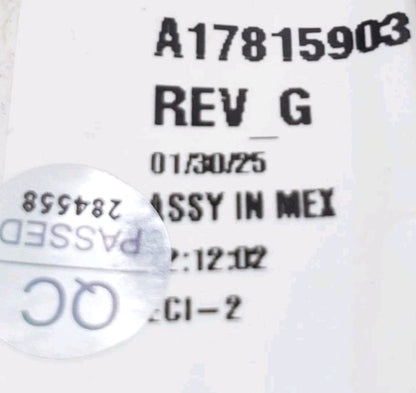 A17815903
REV_G
01/30/25
ASSY IN MEX
:12:02
CI-2
QC
PASSED
284558